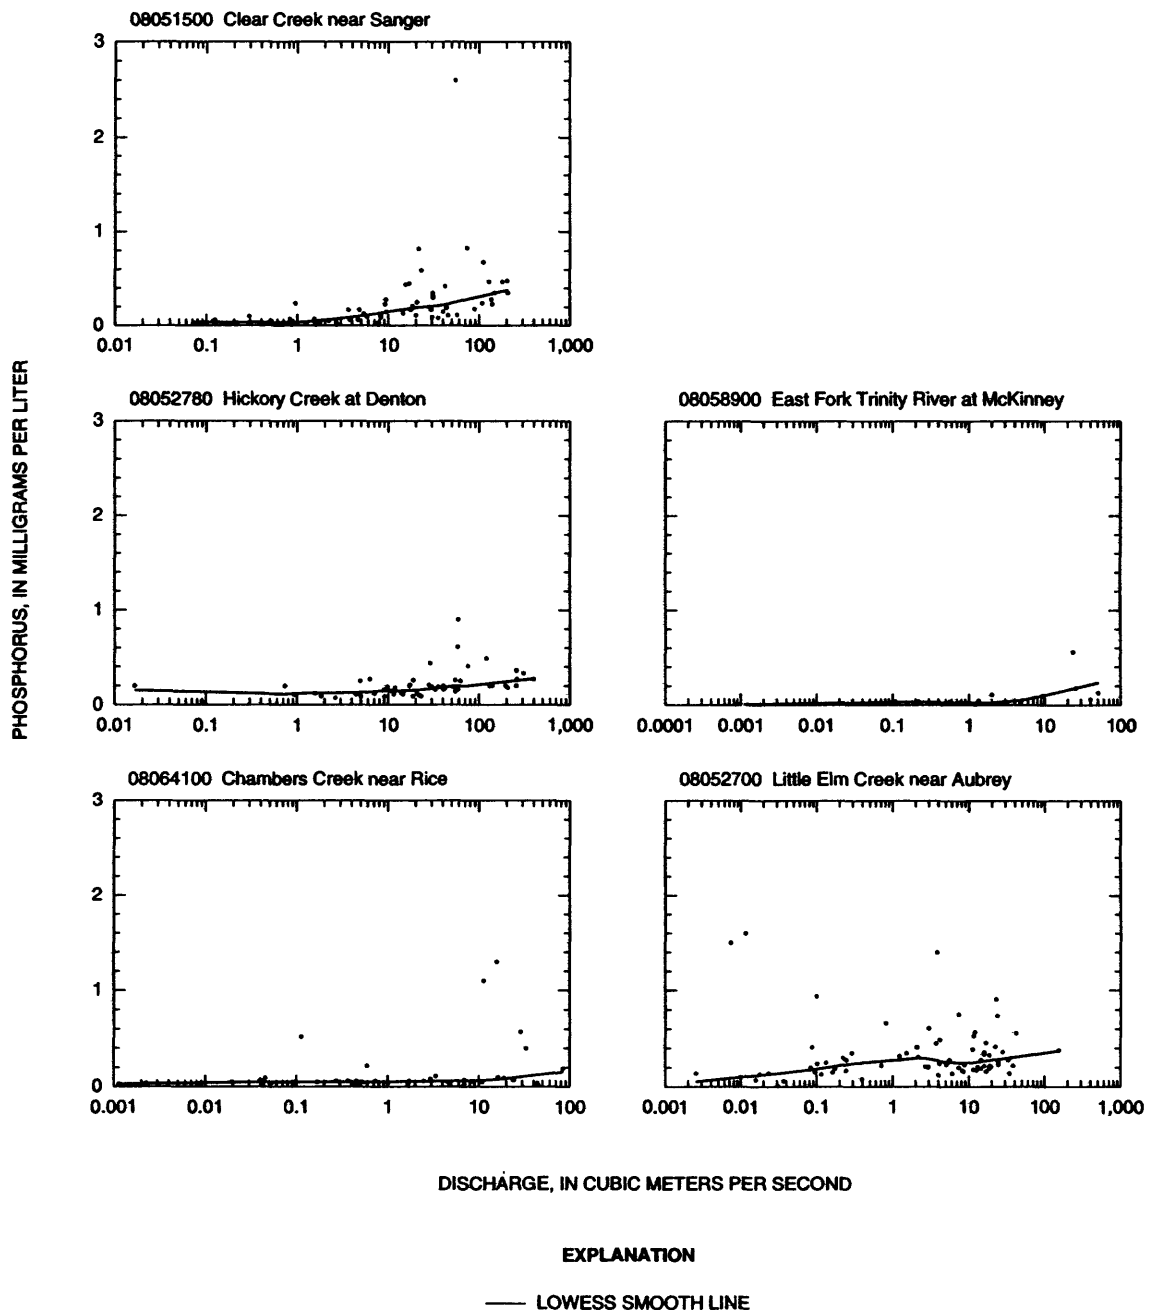 08051500 Clear Creek near Sanger
3
2
1
0
0.01 0.1 1 10 100 1,000
PHOSPHORUS, IN MILLIGRAMS PER LITER
08052780 Hickory Creek at Denton
3
2
1
0
0.01 0.1 1 10 100 1,000
08058900 East Fork Trinity River at McKinney
0.0001 0.001 0.01 0.1 1 10 100
08064100 Chambers Creek near Rice
3
2
1
0
0.001 0.01 0.1 1 10 100
08052700 Little Elm Creek near Aubrey
0.001 0.01 0.1 1 10 100 1,000
DISCHARGE, IN CUBIC METERS PER SECOND
EXPLANATION
LOWESS SMOOTH LINE